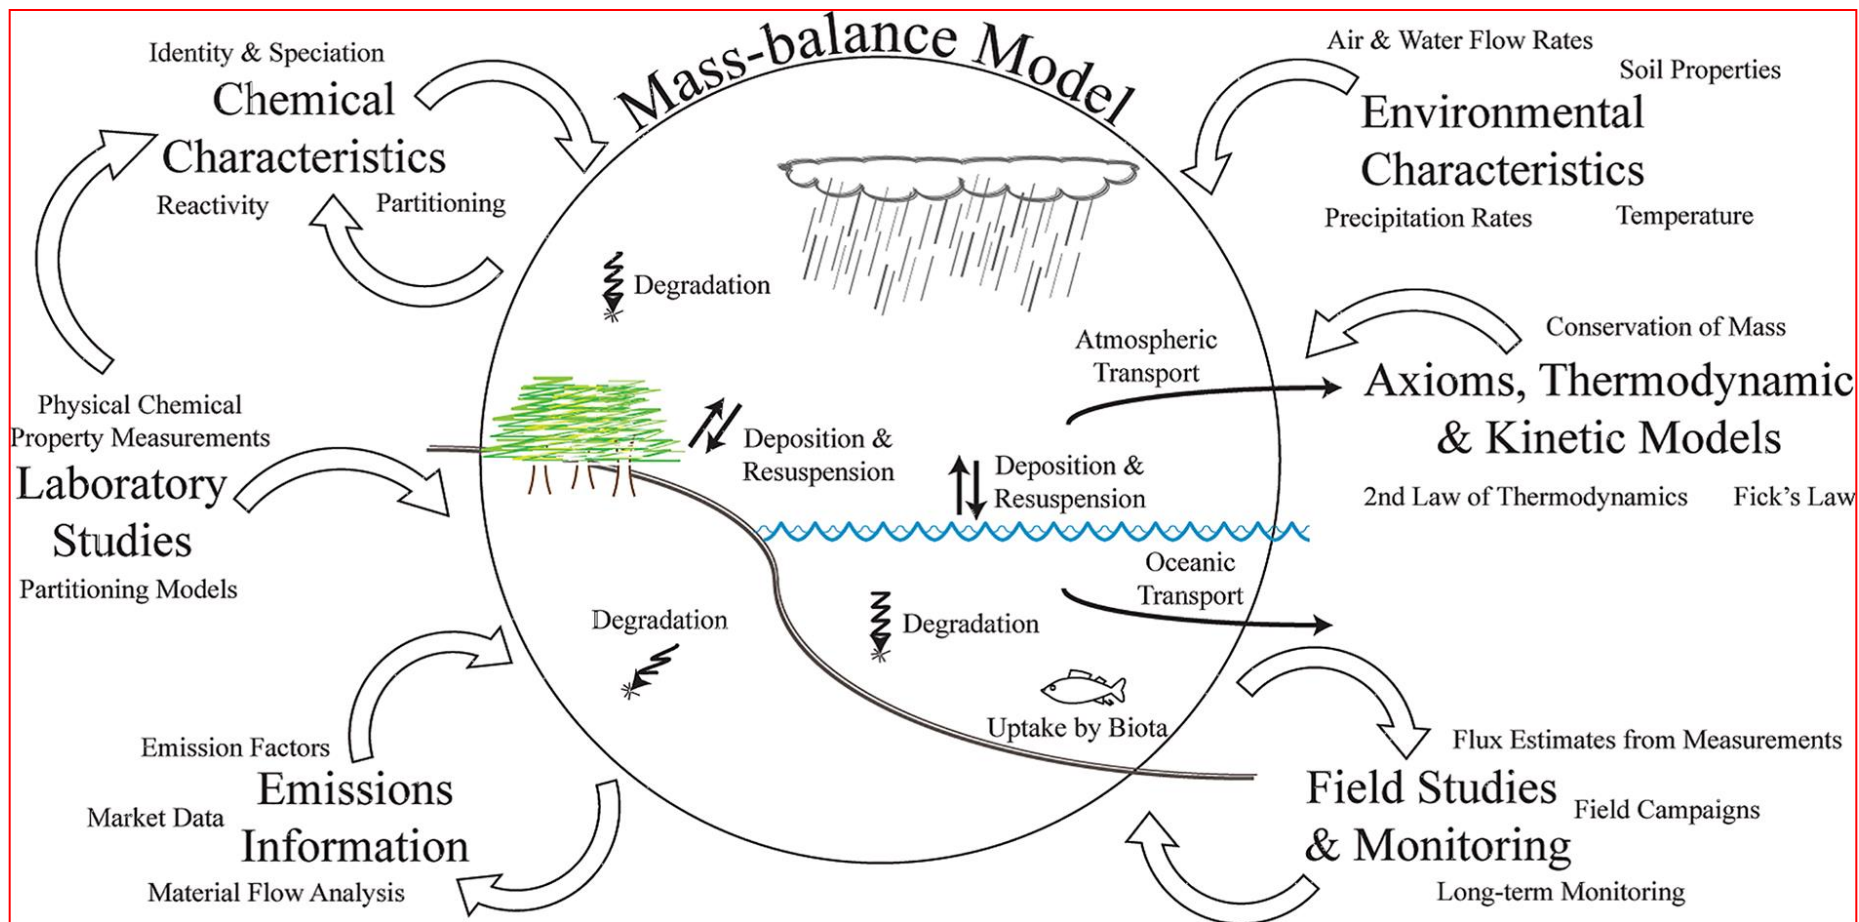 Mass-balance Model
Identity & Speciation
Chemical
Characteristics
Reactivity
Partitioning
Air & Water Flow Rates
Soil Properties
Environmental
Characteristics
Precipitation Rates
Temperature
Degradation
Atmospheric
Transport
Conservation of Mass
Axioms, Thermodynamic
& Kinetic Models
2nd Law of Thermodynamics
Fick's Law
Physical Chemical
Property Measurements
Laboratory
Studies
Partitioning Models
Deposition &
Resuspension
Deposition &
Resuspension
Oceanic
Transport
Degradation
Degradation
Uptake by Biota
Emission Factors
Emissions
Market Data
Information
Material Flow Analysis
Flux Estimates from Measurements
Field Studies
Field Campaigns
& Monitoring
Long-term Monitoring